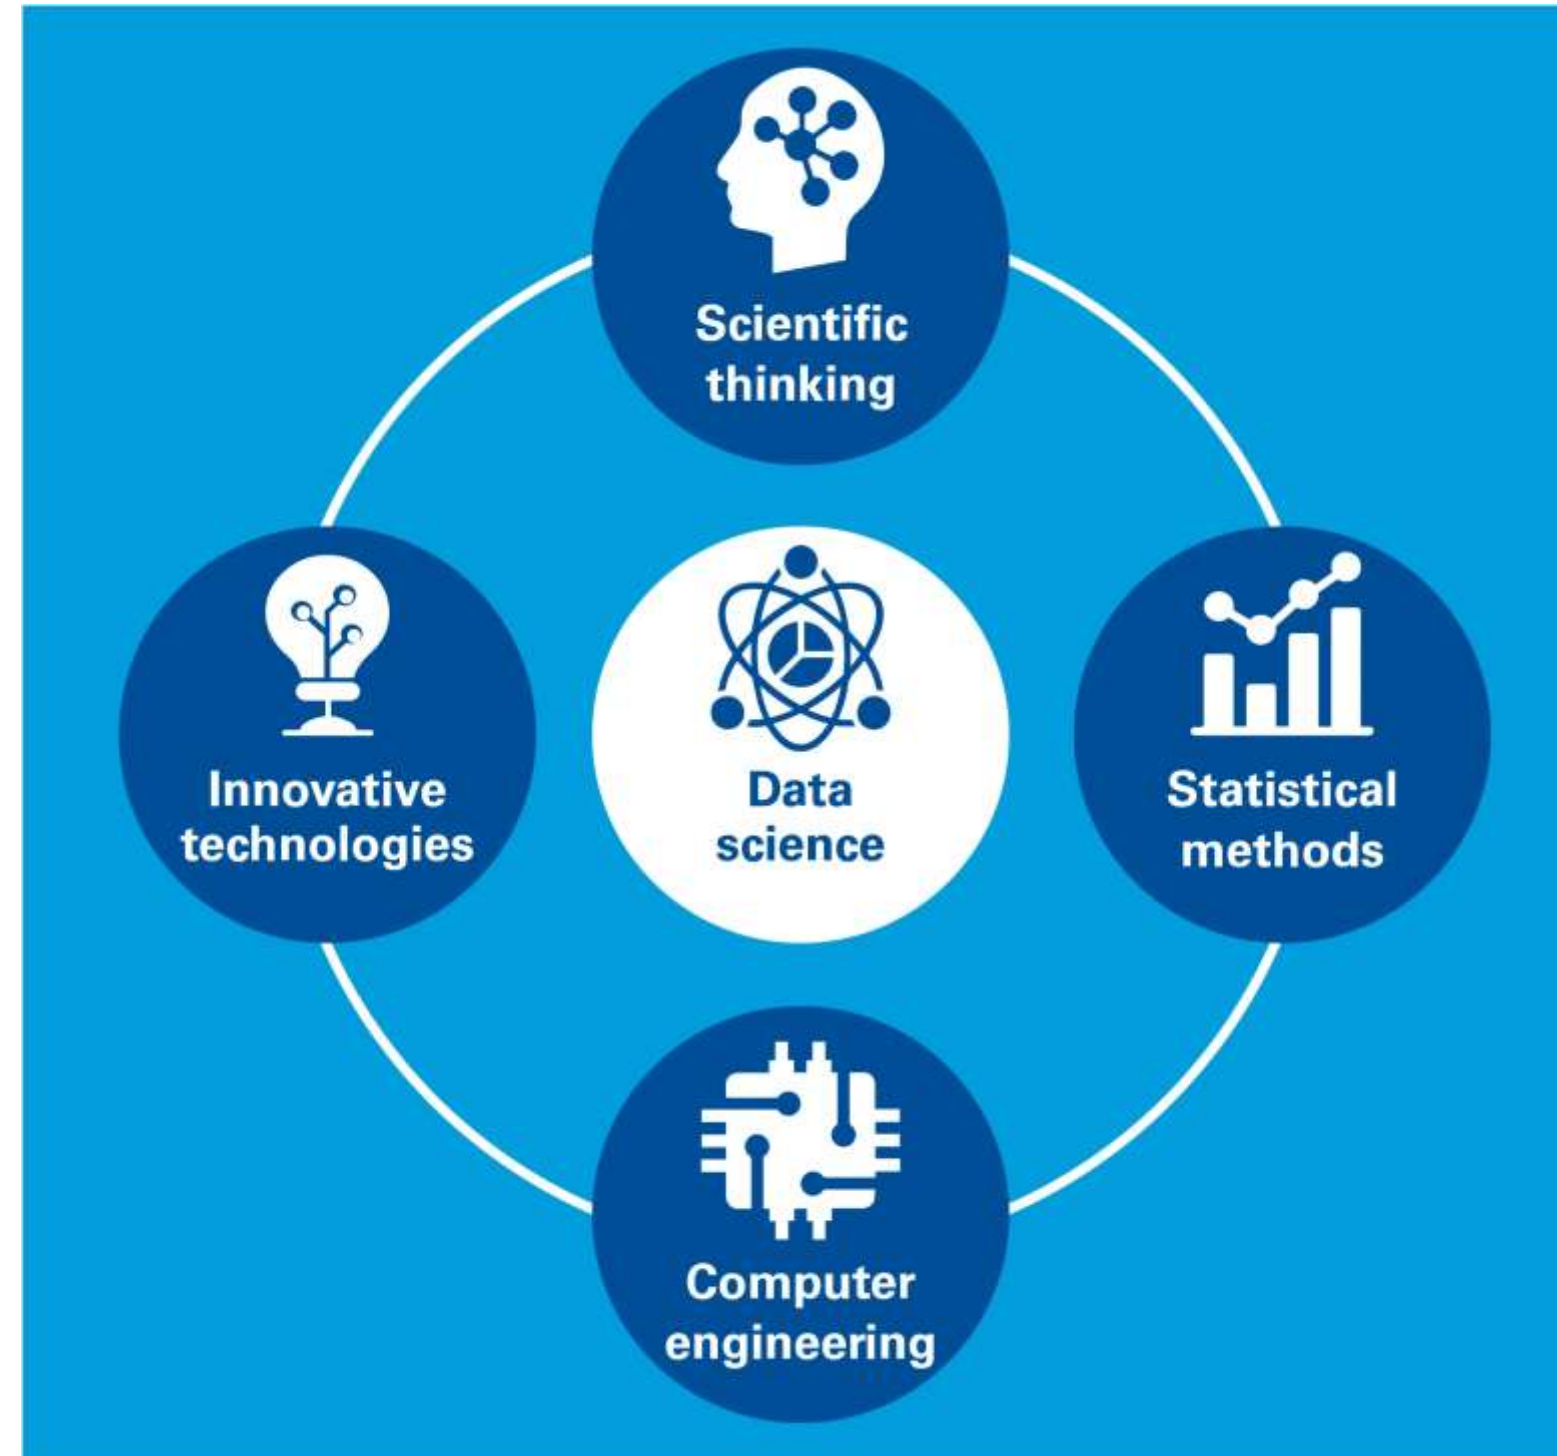 Scientific
thinking
Innovative
technologies
Data
science
Statistical
methods
Computer
engineering